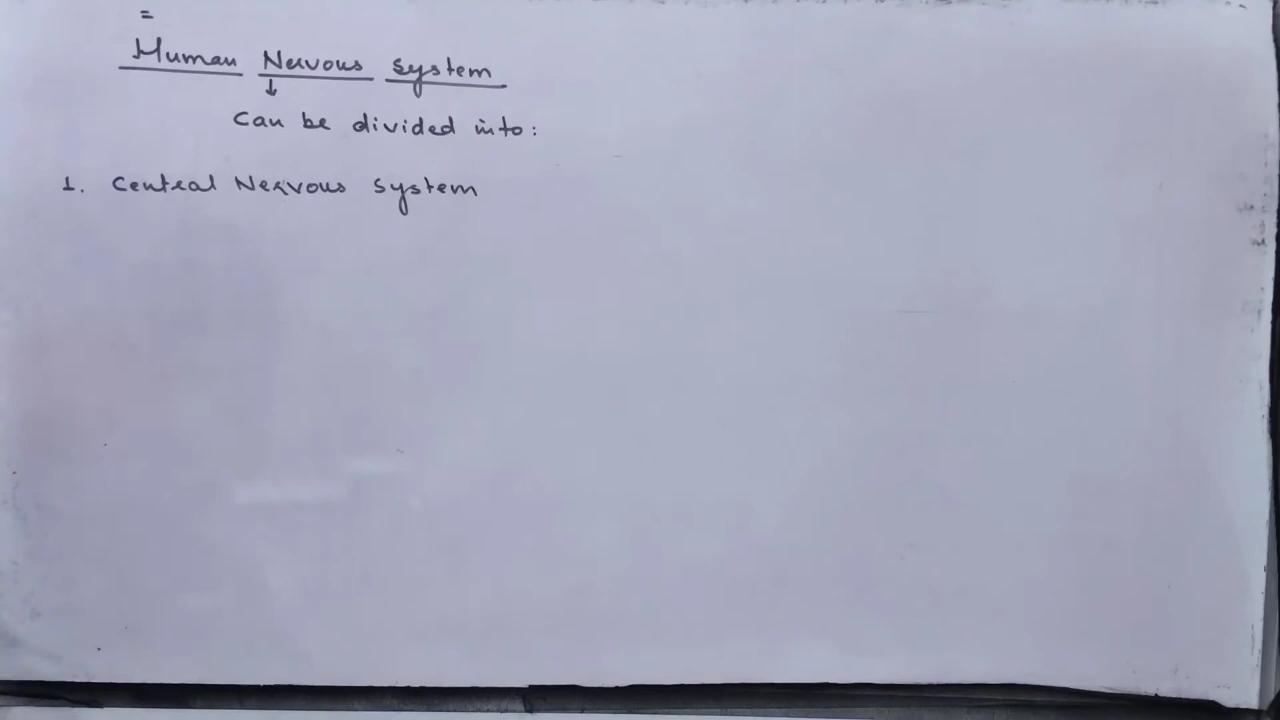 Human Nervous system
↓
Can be divided into:
1. Central Nervous system